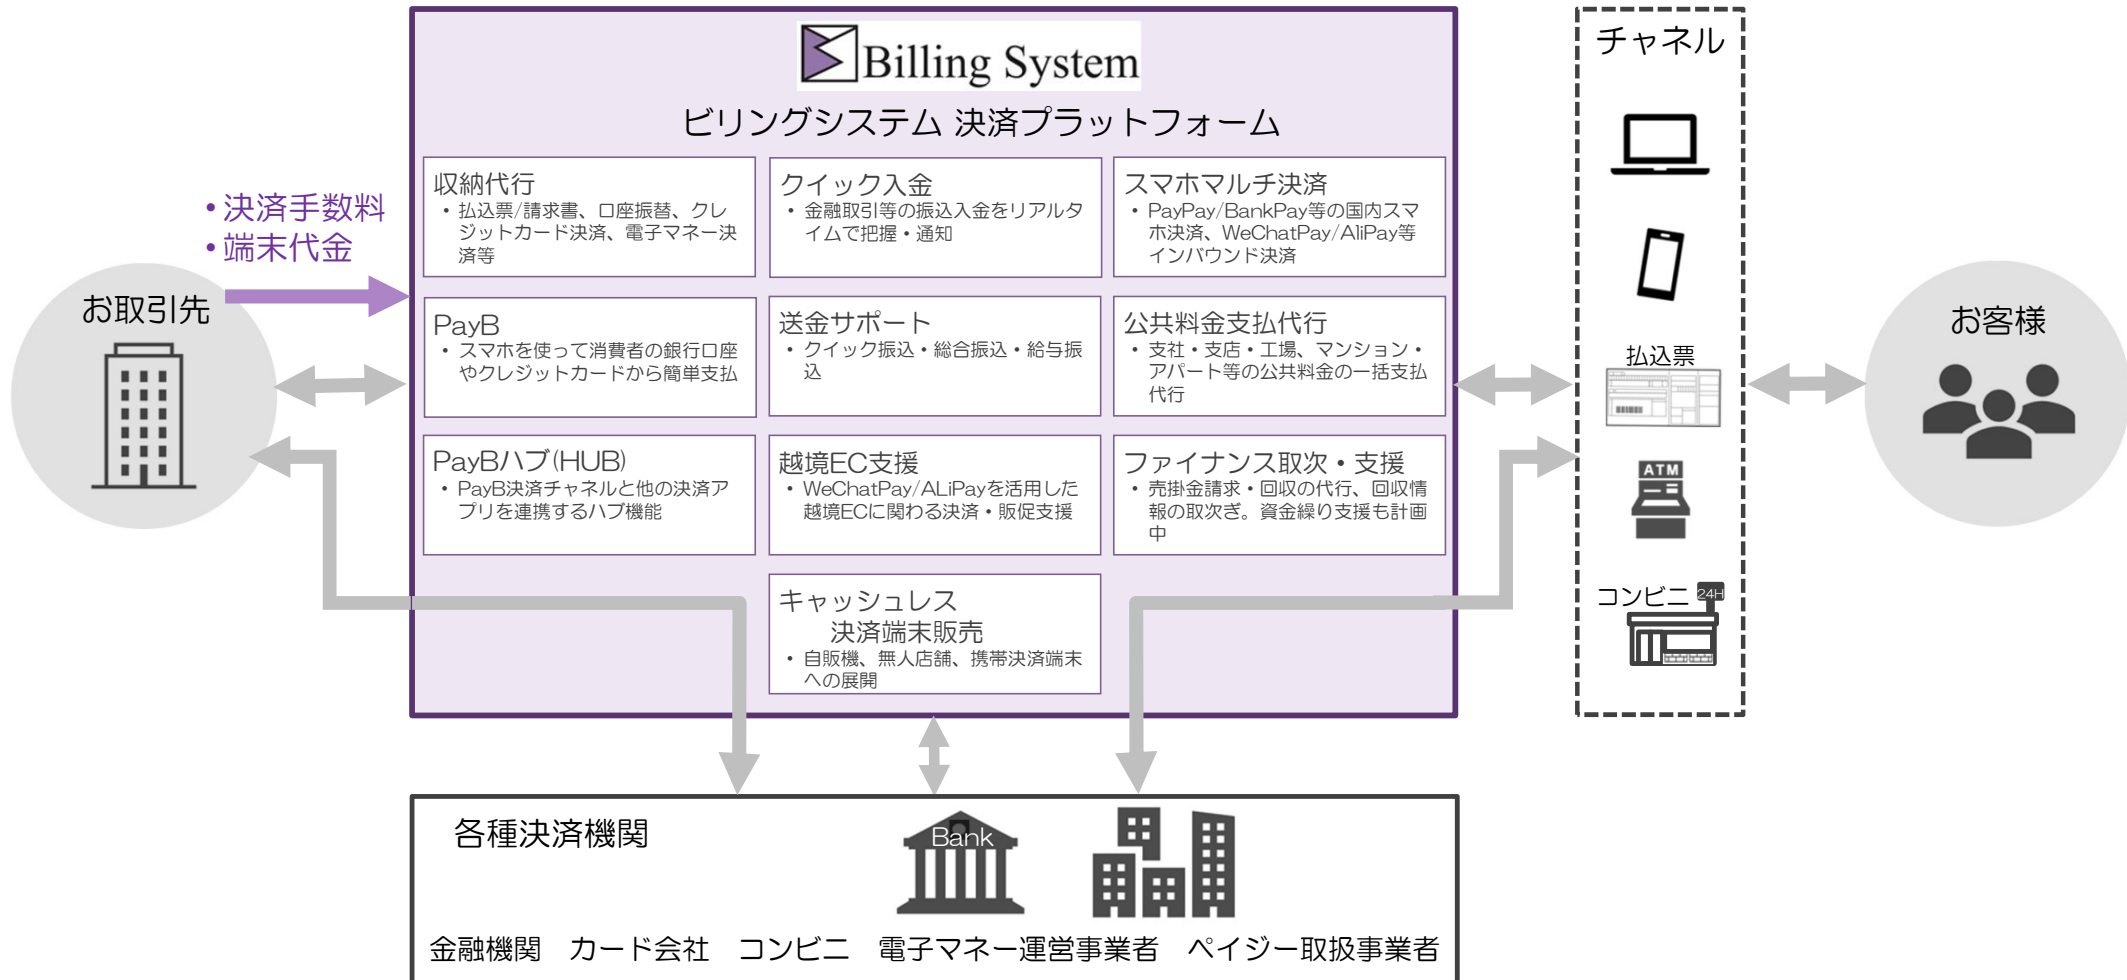 Billing System
ビリングシステム 決済プラットフォーム
・決済手数料
・端末代金
お取引先
収納代行
・払込票/請求書、口座振替、クレ
ジットカード決済、電子マネー決
済等
クイック入金
・金融取引等の振込入金をリアルタ
イムで把握・通知
スマホマルチ決済
・PayPay/BankPay等の国内スマ
ホ決済、WeChatPay/AliPay等
インバウンド決済
PayB
・スマホを使って消費者の銀行口座
やクレジットカードから簡単支払
送金サポート
・クイック振込・総合振込・給与振
込
公共料金支払代行
・支社・支店・工場、マンション・
アパート等の公共料金の一括支払
代行
PayBハブ(HUB)
・PayB決済チャネルと他の決済ア
プリを連携するハブ機能
越境EC支援
・WeChatPay/ALiPayを活用した
越境ECに関わる決済・販促支援
ファイナンス取次・支援
・売掛金請求・回収の代行、回収情
報の取次ぎ。資金繰り支援も計画
中
キャッシュレス
決済端末販売
・自販機、無人店舗、携帯決済端末
への展開
チャネル
払込票
ATM
コンビニ
24H
お客様
各種決済機関
Bank
金融機関 カード会社 コンビニ 電子マネー運営事業者 ペイジー取扱事業者